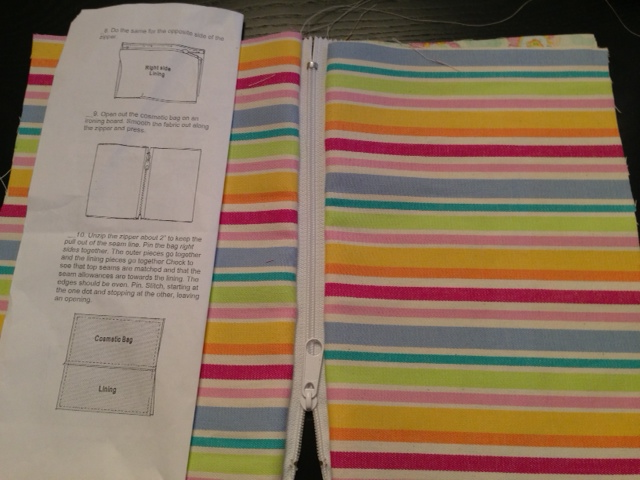 8. Do the same for the opposite side of the
zipper.
Right side
Lining
__9. Open out the cosmetic bag on an
ironing board. Smooth the fabric out along
the zipper and press.
__10. Unzip the zipper about 2" to keep the
pull out of the seam line. Pin the bag right
sides together. The outer pieces go together
and the lining pieces go together Check to
see that top seams are matched and that the
seam allowances are towards the lining. The
edges should be even. Pin. Stitch, starting at
the one dot and stopping at the other, leaving
an opening.
Cosmetic Bag
Lining